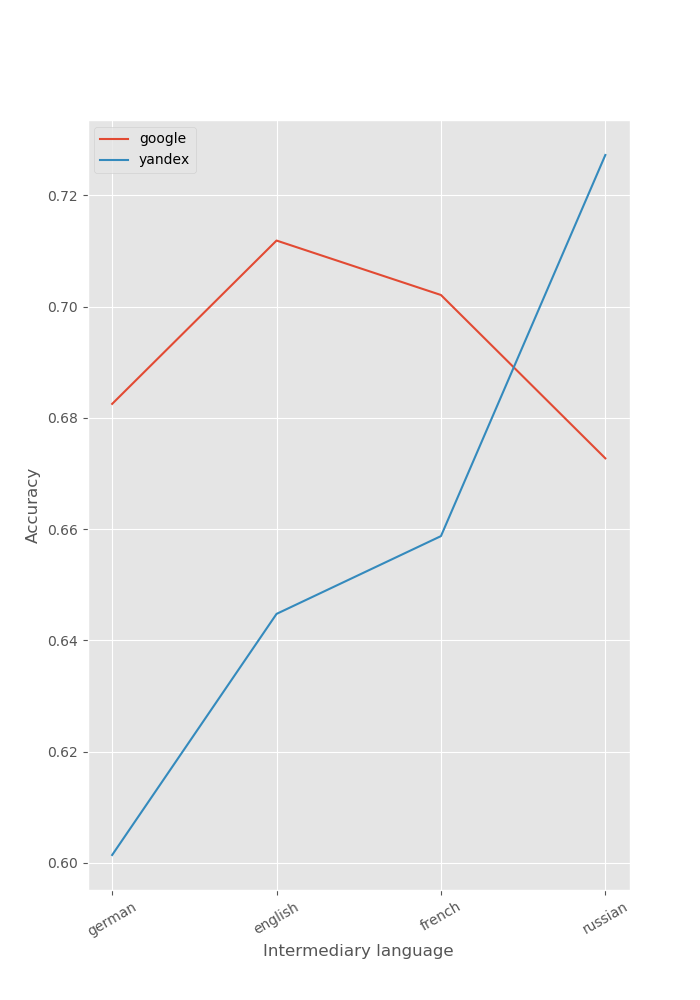 google
yandex
0.72
0.70
0.68
0.66
0.64
0.62
0.60
Accuracy
german
english
french
russian
Intermediary language